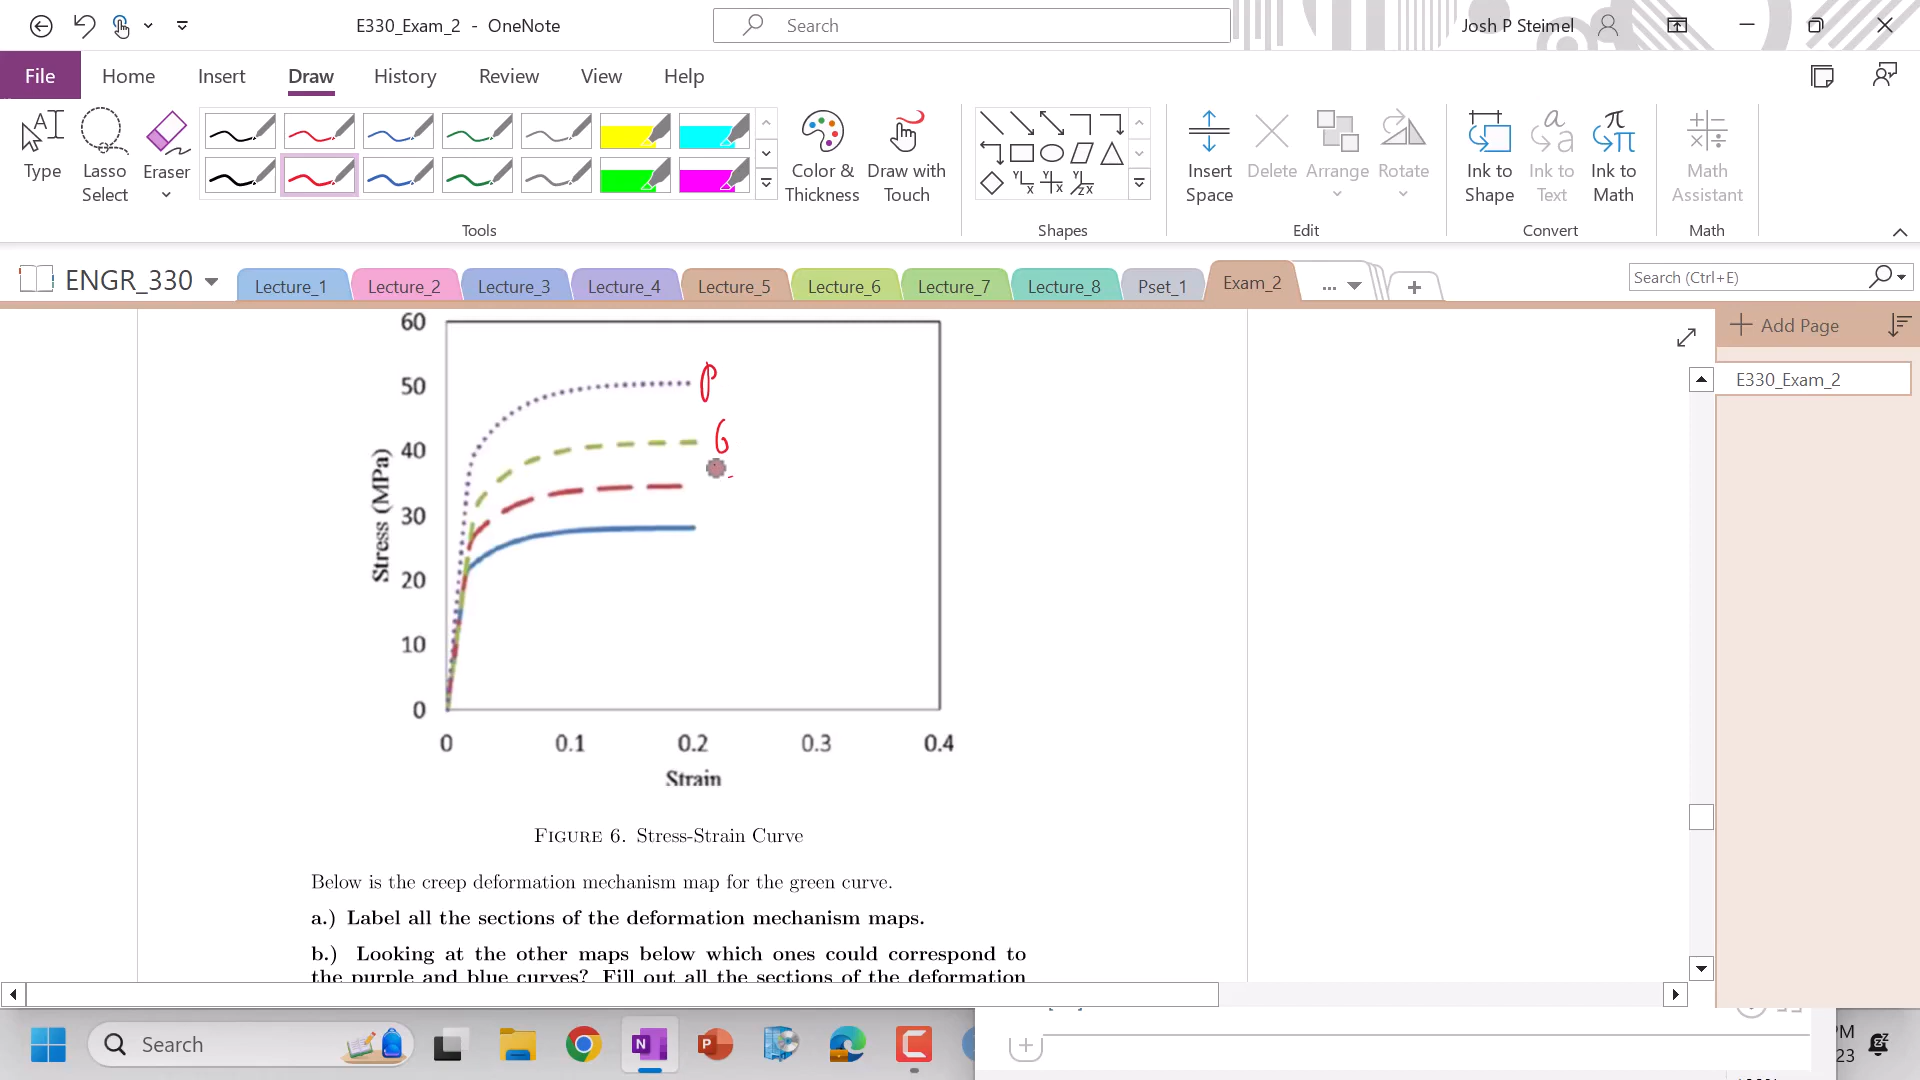 E330_Exam_2 - OneNote
Search
Josh P Steimel
File Home Insert Draw History Review View Help
Type
Lasso Select
Eraser
Color & Thickness
Draw with Touch
Insert Space
Delete
Arrange
Rotate
Ink to Shape
Ink to Text
Ink to Math
Math Assistant
Tools
Shapes
Edit
Convert
Math
ENGR_330
Lecture_1 Lecture_2 Lecture_3 Lecture_4 Lecture_5 Lecture_6 Lecture_7 Lecture_8 Pset_1 Exam_2 ...
Search (Ctrl+E)
Add Page
E330_Exam_2
60
50
40
30
20
10
0
Stress (MPa)
P
G
0 0.1 0.2 0.3 0.4
Strain
FIGURE 6. Stress-Strain Curve
Below is the creep deformation mechanism map for the green curve.
a.) Label all the sections of the deformation mechanism maps.
b.) Looking at the other maps below which ones could correspond to
the purple and blue curves? Fill out all the sections of the deformation
Search
PM
23